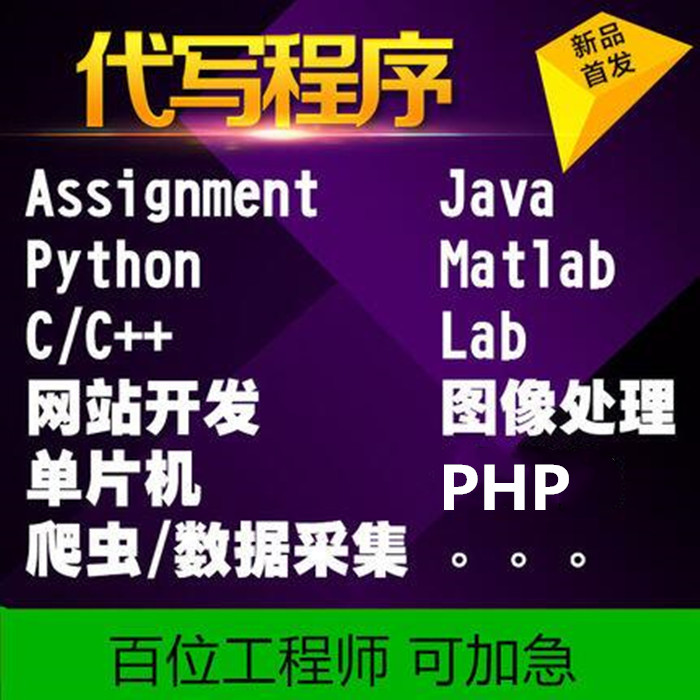 代写程序
新品
首发
Assignment
Java
Python
Matlab
C/C++
Lab
网站开发
图像处理
单片机
PHP
爬虫/数据采集
。。。
百位工程师 可加急